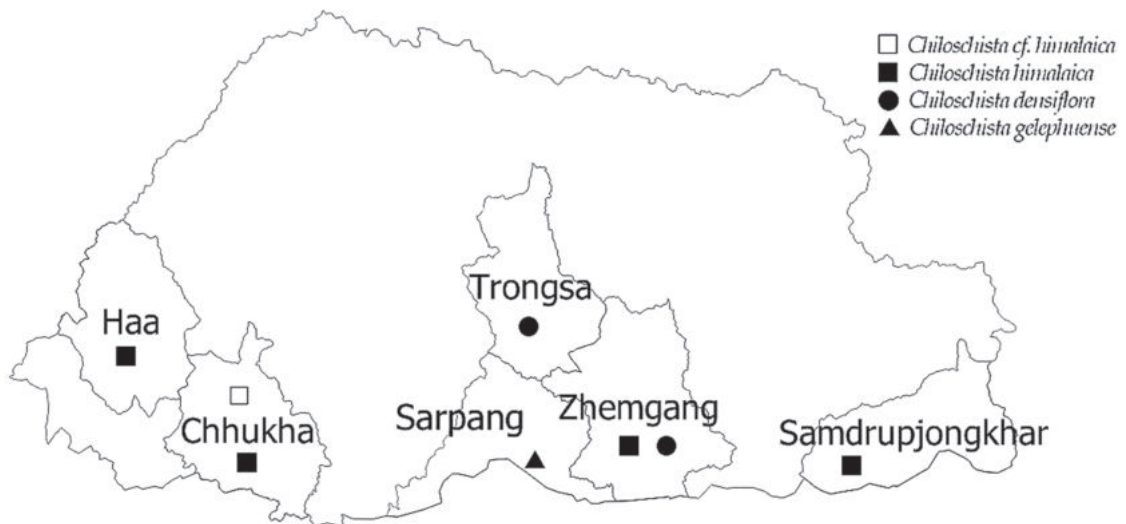 Chiloschista cf. himalaica
Chiloschista himalaica
Chiloschista densiflora
Chiloschista gelephuense
Trongsa
Haa
Zhemgang
Sarpang
Chhukha
Samdrupjongkhar